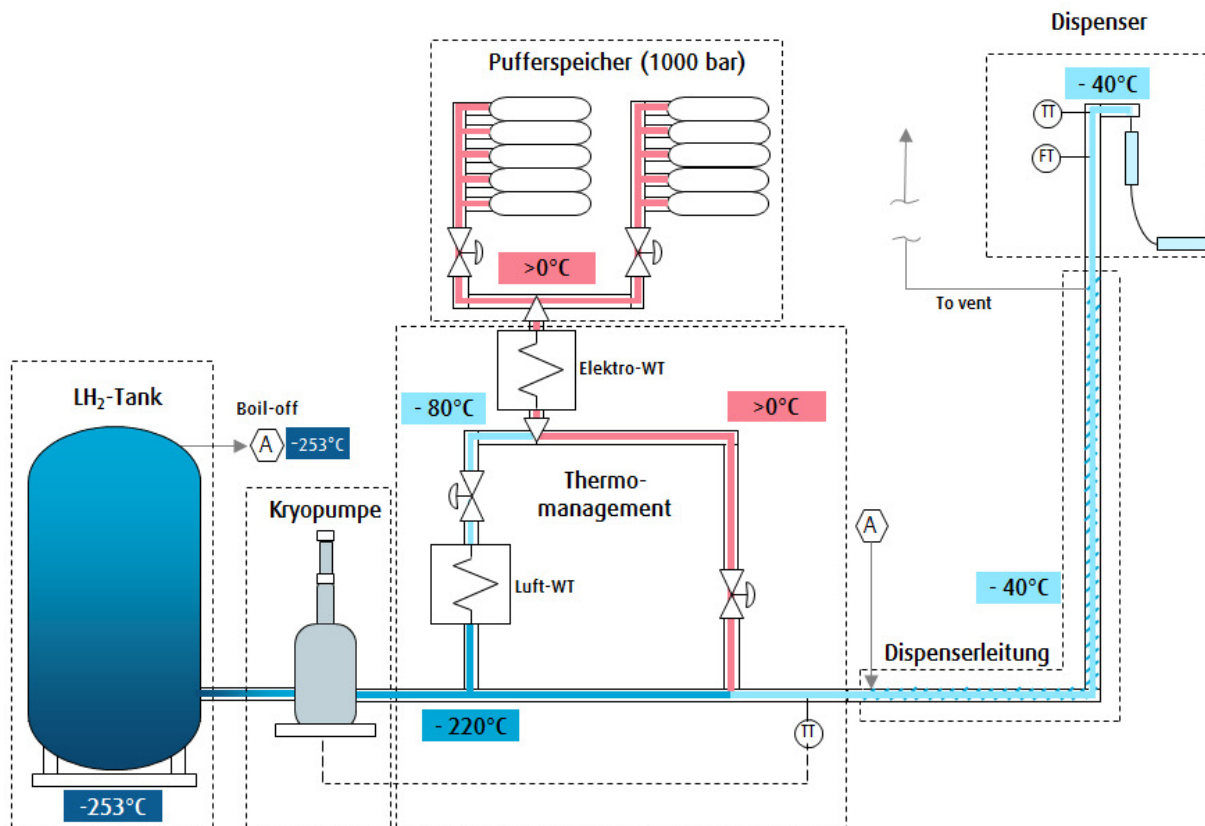 Dispenser
- 40°C
TT
FT
Pufferspeicher (1000 bar)
>0°C
To vent
Elektro-WT
- 80°C
>0°C
LH₂-Tank
Boil-off
A
-253°C
Kryopumpe
Thermo-
management
Luft-WT
A
- 40°C
Dispenserleitung
- 220°C
TT
-253°C